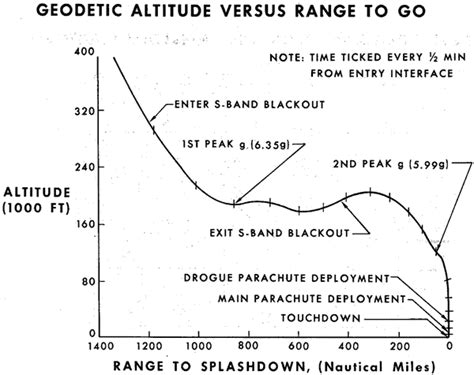 GEODETIC ALTITUDE VERSUS RANGE TO GO
400
NOTE: TIME TICKED EVERY ½ MIN
FROM ENTRY INTERFACE
320
ENTER S-BAND BLACKOUT
1ST PEAK g (6.35g)
240
2ND PEAK g (5.99g)
ALTITUDE
(1000 FT)
160
EXIT S-BAND BLACKOUT
80
DROGUE PARACHUTE DEPLOYMENT
MAIN PARACHUTE DEPLOYMENT
TOUCHDOWN
0
1400 1200 1000 800 600 400 200 0
RANGE TO SPLASHDOWN, (Nautical Miles)